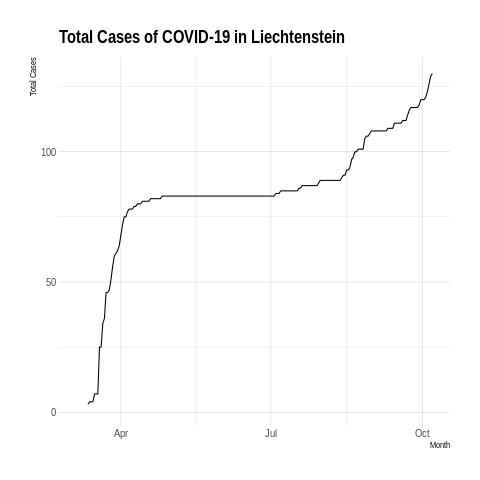 Total Cases of COVID-19 in Liechtenstein
Total Cases
100
50
0
Apr
Jul
Oct
Month